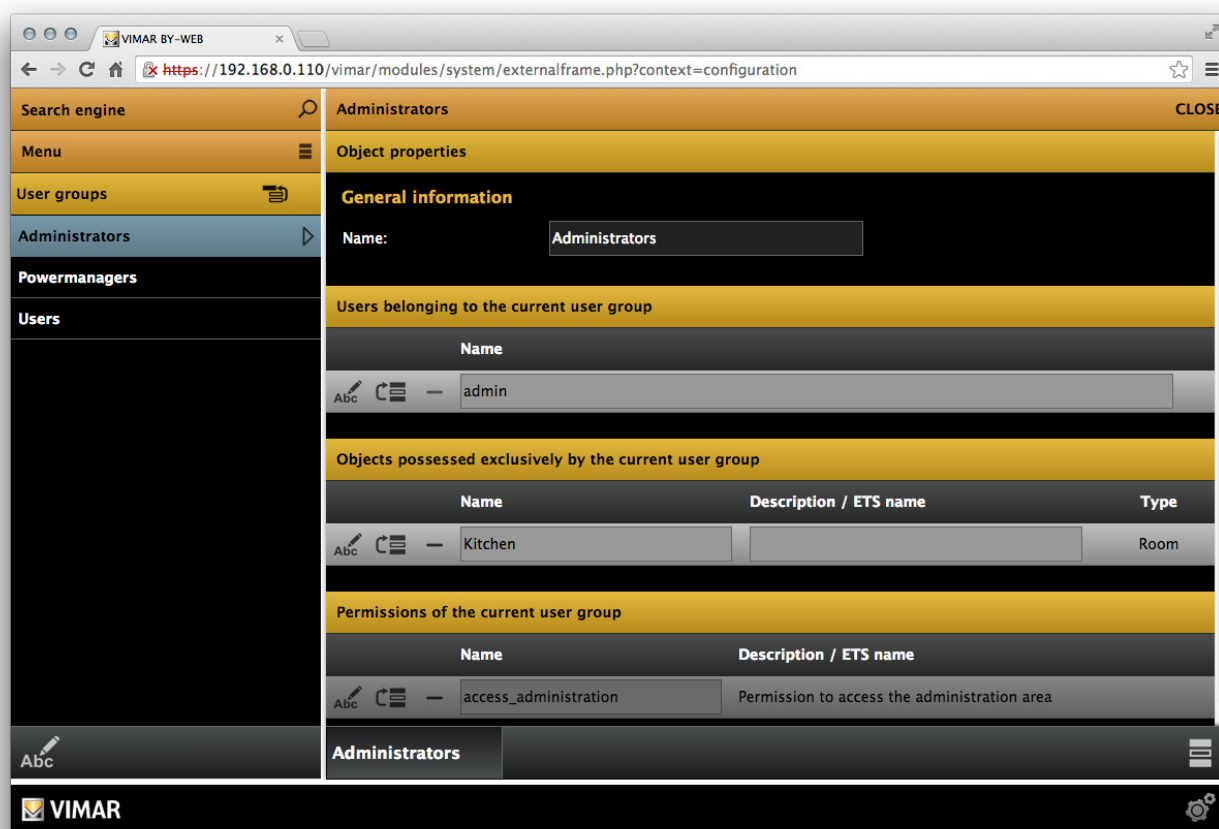 VIMAR BY-WEB
https://192.168.0.110/vimar/modules/system/externalframe.php?context=configuration
Search engine
Menu
User groups
Administrators
Powermanagers
Users
Abc
Administrators CLOSE
Object properties
General information
Name: Administrators
Users belonging to the current user group
Name
Abc admin
Objects possessed exclusively by the current user group
Name Description / ETS name Type
Abc Kitchen Room
Permissions of the current user group
Name Description / ETS name
Abc access_administration Permission to access the administration area
Administrators
VIMAR